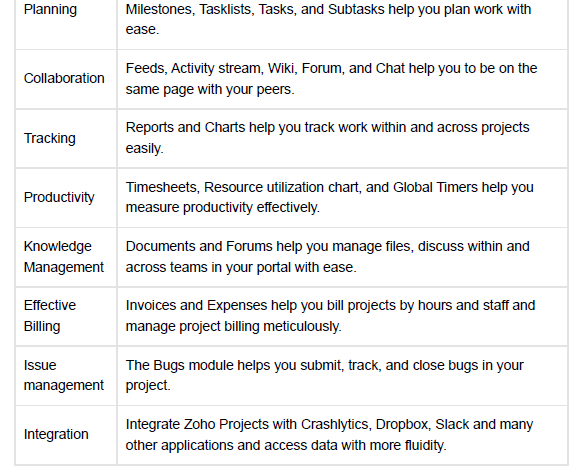 Planning
Milestones, Tasklists, Tasks, and Subtasks help you plan work with
ease.
Collaboration
Feeds, Activity stream, Wiki, Forum, and Chat help you to be on the
same page with your peers.
Tracking
Reports and Charts help you track work within and across projects
easily.
Productivity
Timesheets, Resource utilization chart, and Global Timers help you
measure productivity effectively.
Knowledge
Management
Documents and Forums help you manage files, discuss within and
across teams in your portal with ease.
Effective
Billing
Invoices and Expenses help you bill projects by hours and staff and
manage project billing meticulously.
Issue
management
The Bugs module helps you submit, track, and close bugs in your
project.
Integration
Integrate Zoho Projects with Crashlytics, Dropbox, Slack and many
other applications and access data with more fluidity.